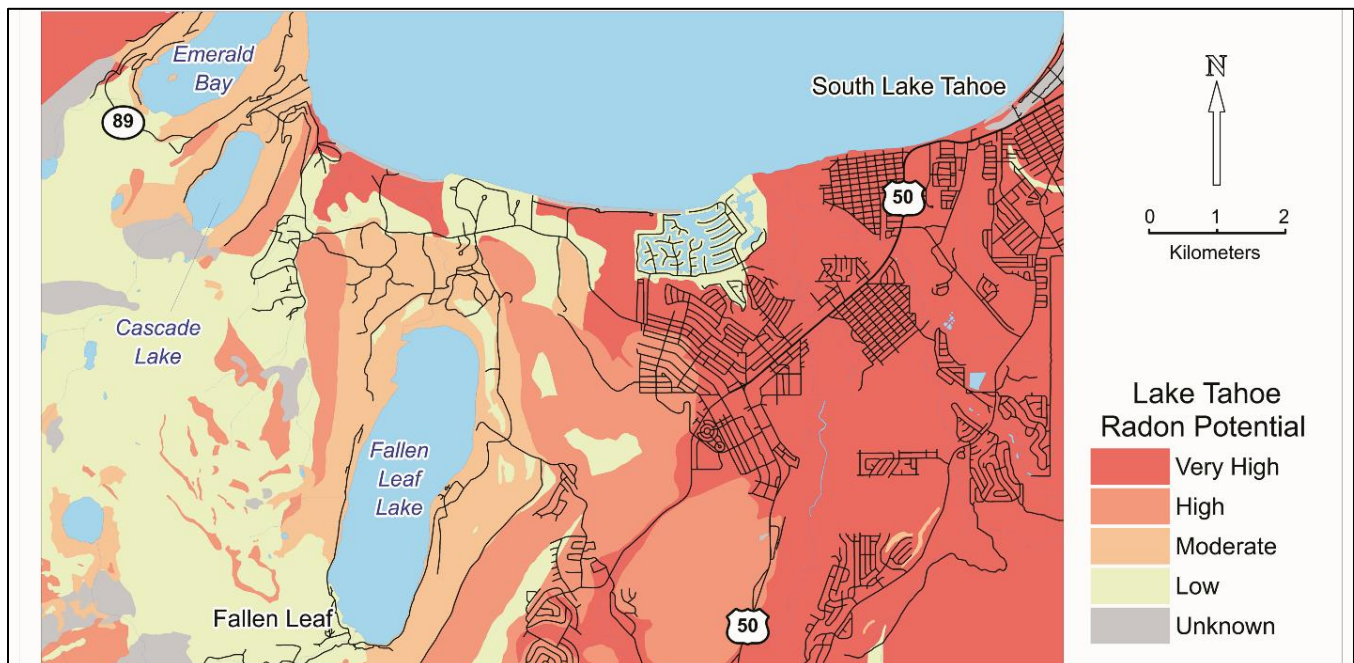 Emerald
Bay
89
South Lake Tahoe
50
N
0 1 2
Kilometers
Cascade
Lake
Fallen
Leaf
Lake
Fallen Leaf
50
Lake Tahoe
Radon Potential
Very High
High
Moderate
Low
Unknown